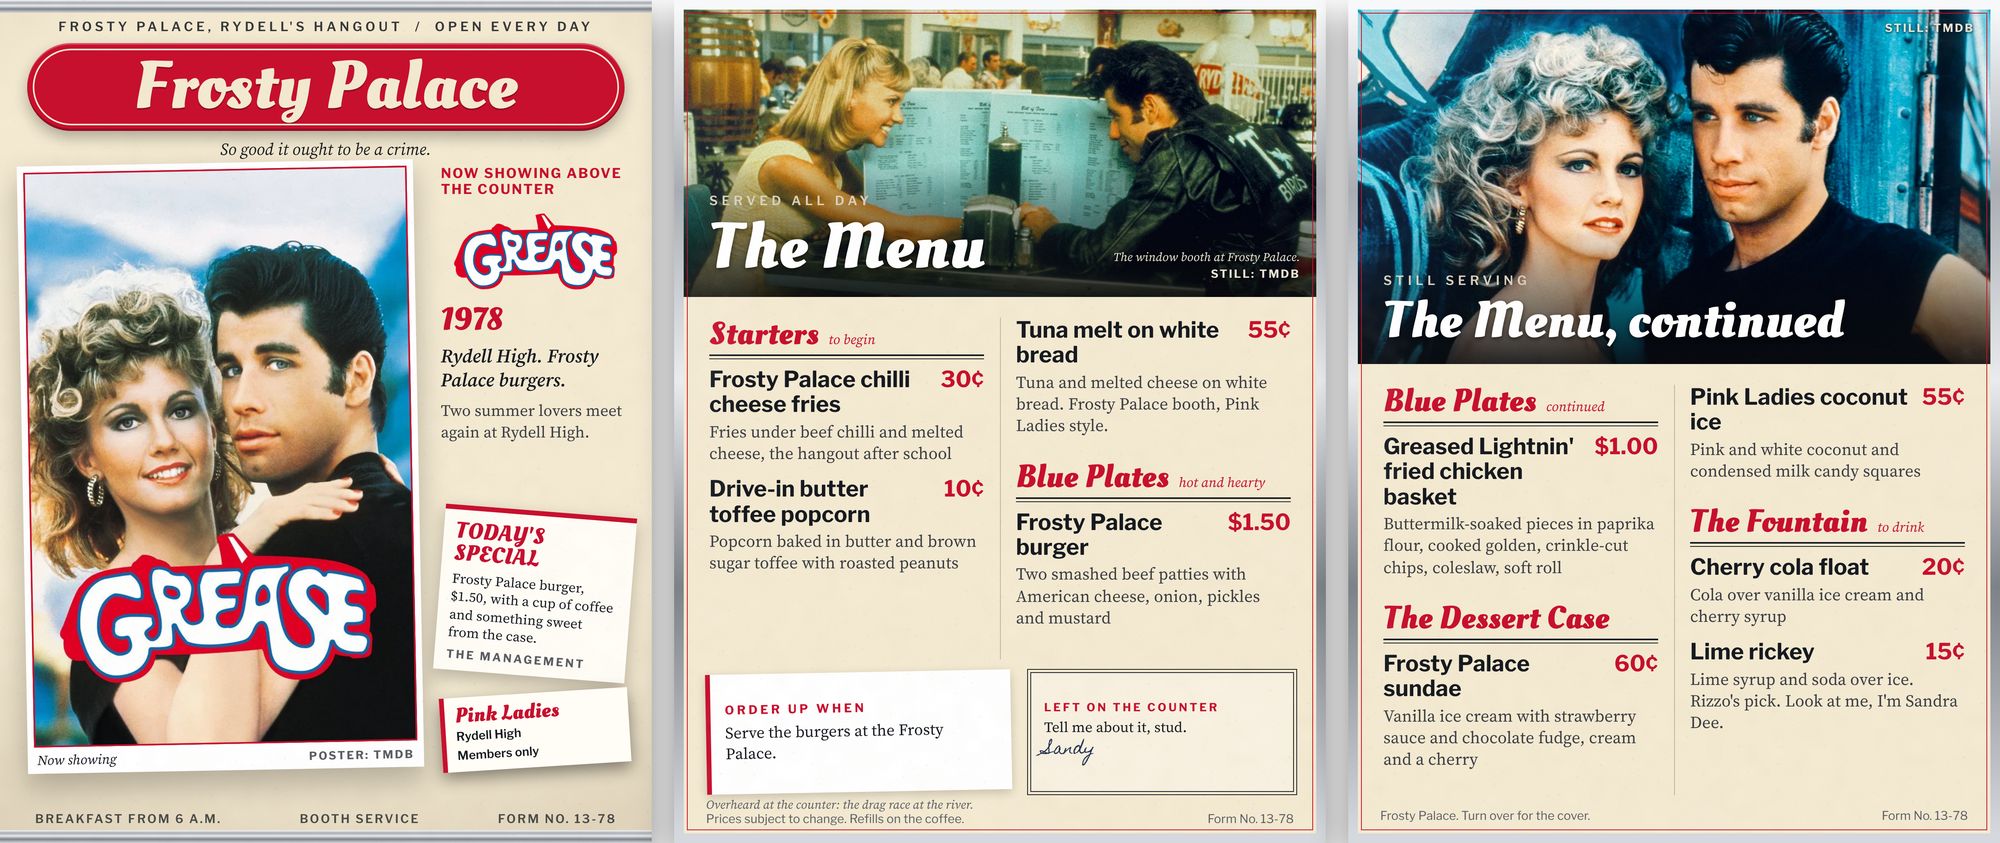 FROSTY PALACE, RYDELL'S HANGOUT / OPEN EVERY DAY
Frosty Palace
So good it ought to be a crime.
NOW SHOWING ABOVE
THE COUNTER
GREASE
1978
Rydell High. Frosty
Palace burgers.
Two summer lovers meet
again at Rydell High.
GREASE
Now showing
POSTER: TMDB
TODAY'S
SPECIAL
Frosty Palace burger,
$1.50, with a cup of coffee
and something sweet
from the case.
THE MANAGEMENT
Pink Ladies
Rydell High
Members only
BREAKFAST FROM 6 A.M.
BOOTH SERVICE
FORM NO. 13-78
Bill of Fare
Bill of Fare
RYD
BIRDS
SERVED ALL DAY
The Menu
The window booth at Frosty Palace.
STILL: TMDB
Starters to begin
Frosty Palace chilli 30¢
cheese fries
Fries under beef chilli and melted
cheese, the hangout after school
Drive-in butter 10¢
toffee popcorn
Popcorn baked in butter and brown
sugar toffee with roasted peanuts
Tuna melt on white 55¢
bread
Tuna and melted cheese on white
bread. Frosty Palace booth, Pink
Ladies style.
Blue Plates hot and hearty
Frosty Palace $1.50
burger
Two smashed beef patties with
American cheese, onion, pickles
and mustard
ORDER UP WHEN
Serve the burgers at the Frosty
Palace.
LEFT ON THE COUNTER
Tell me about it, stud.
Sandy
Overheard at the counter: the drag race at the river.
Prices subject to change. Refills on the coffee.
Form No. 13-78
STILL: TMDB
STILL SERVING
The Menu, continued
Blue Plates continued
Greased Lightnin' $1.00
fried chicken
basket
Buttermilk-soaked pieces in paprika
flour, cooked golden, crinkle-cut
chips, coleslaw, soft roll
The Dessert Case
Frosty Palace 60¢
sundae
Vanilla ice cream with strawberry
sauce and chocolate fudge, cream
and a cherry
Pink Ladies coconut 55¢
ice
Pink and white coconut and
condensed milk candy squares
The Fountain to drink
Cherry cola float 20¢
Cola over vanilla ice cream and
cherry syrup
Lime rickey 15¢
Lime syrup and soda over ice.
Rizzo's pick. Look at me, I'm Sandra
Dee.
Frosty Palace. Turn over for the cover.
Form No. 13-78